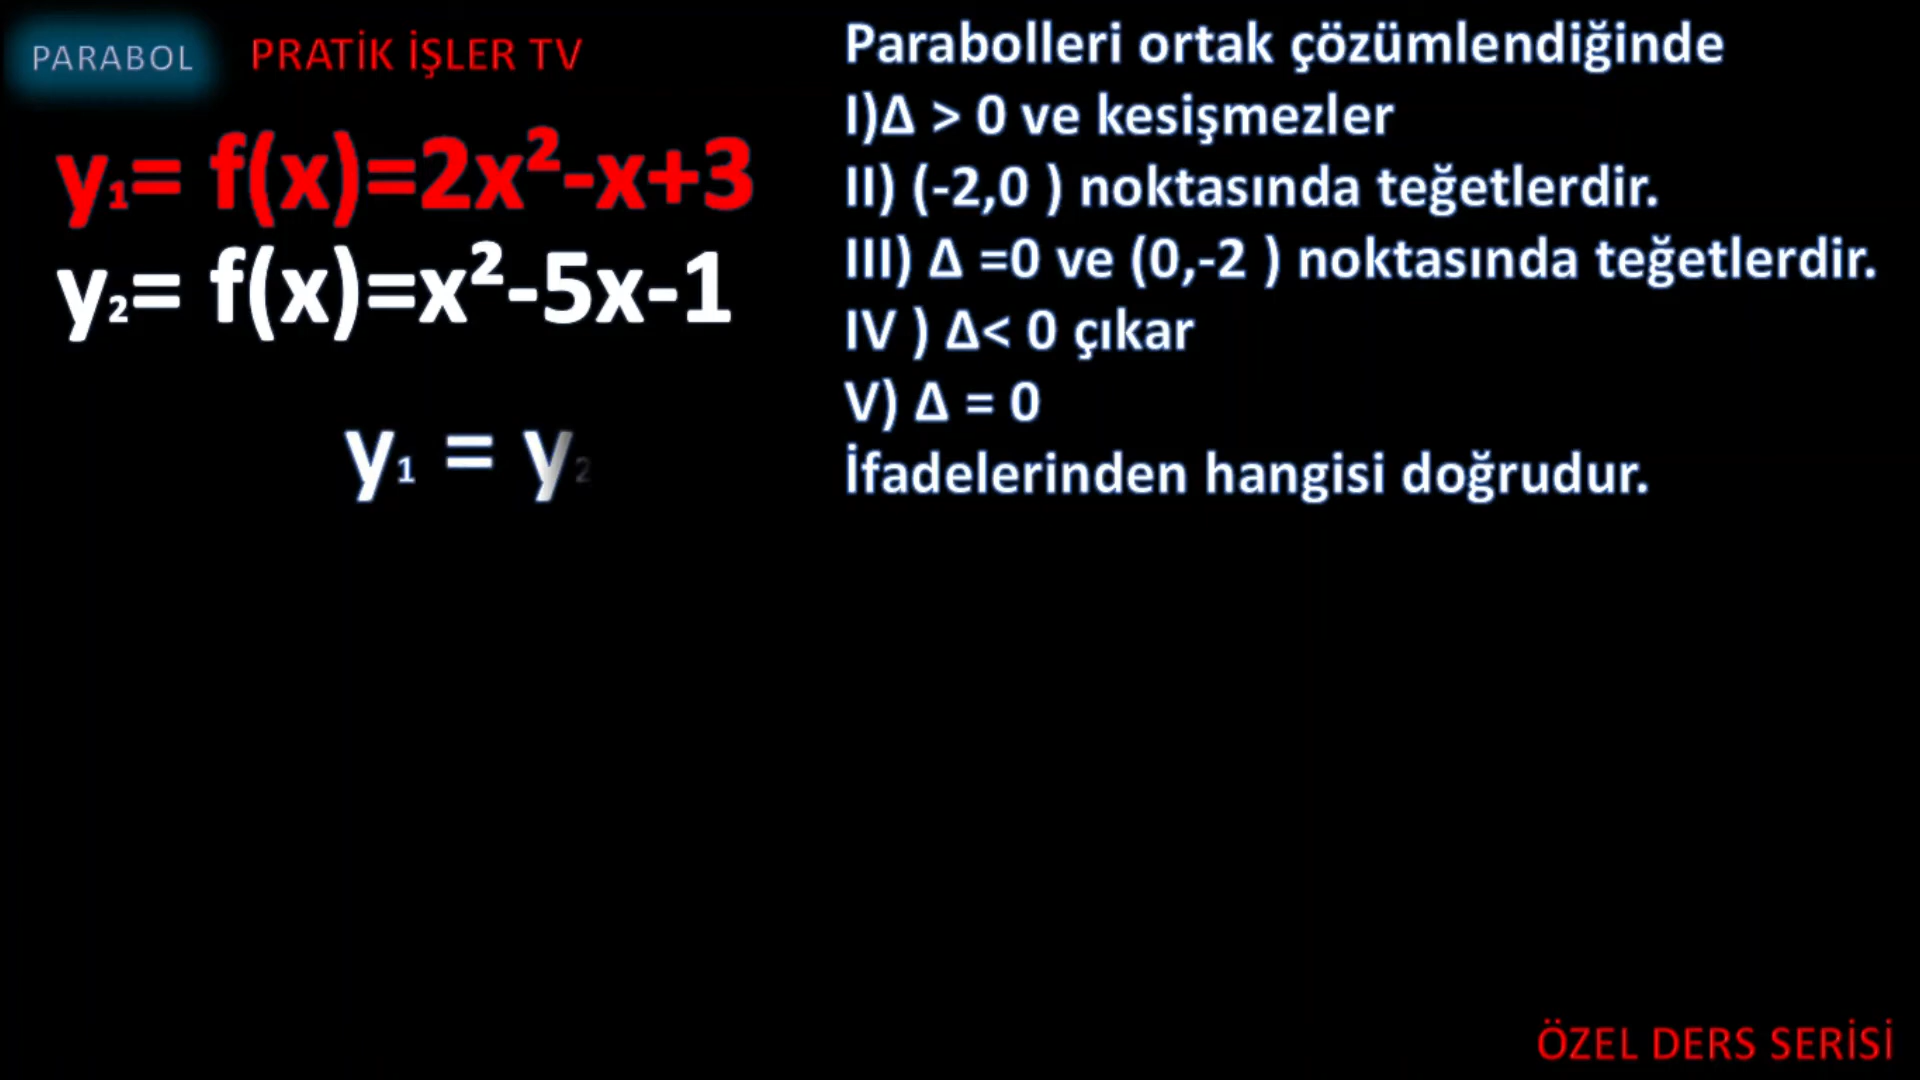 PARABOL
PRATİK İŞLER TV
y₁= f(x)=2x²-x+3
y₂= f(x)=x²-5x-1
y₁ = y₂
Parabolleri ortak çözümlendiğinde
I)Δ > 0 ve kesişmezler
II) (-2,0 ) noktasında teğetlerdir.
III) Δ =0 ve (0,-2 ) noktasında teğetlerdir.
IV ) Δ< 0 çıkar
V) Δ = 0
İfadelerinden hangisi doğrudur.
ÖZEL DERS SERİSİ